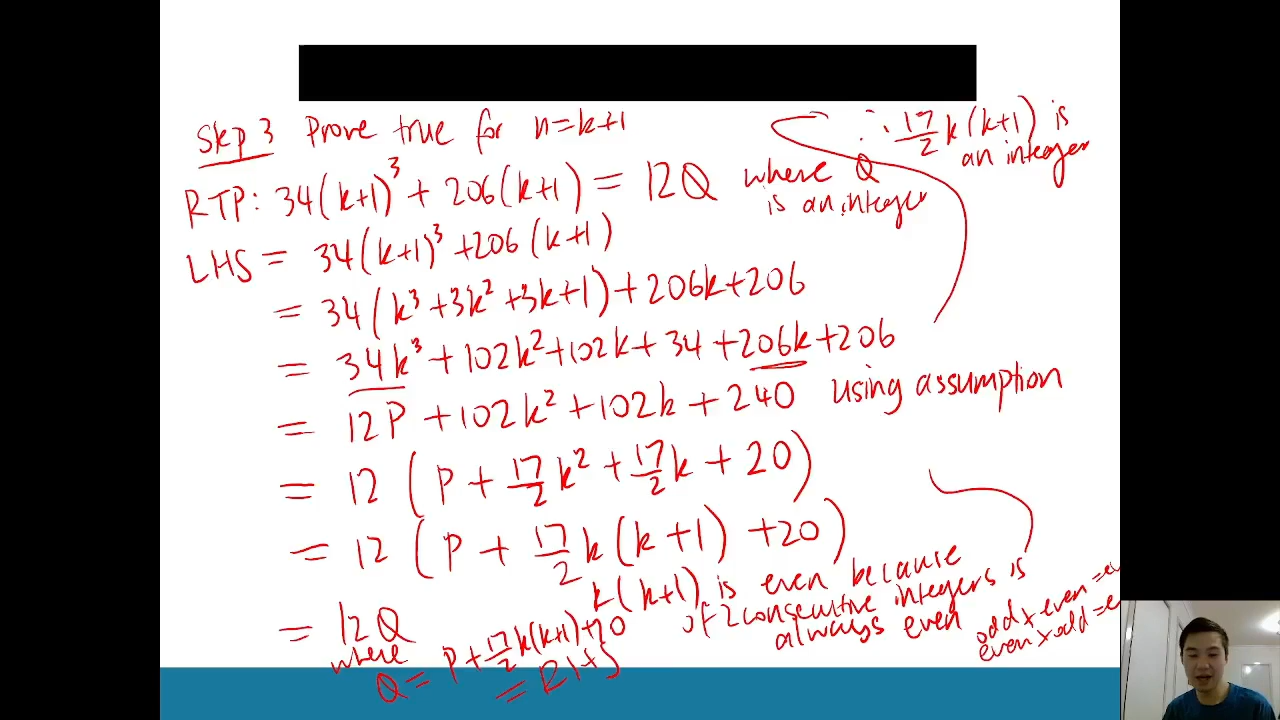 Step 3 Prove true for n=k+1
∴ 17/2 k(k+1) is
an integer
RTP: 34(k+1)³ + 206(k+1) = 12Q where Q
is an integer
LHS = 34(k+1)³ +206(k+1)
= 34(k³+3k²+3k+1)+206k+206
= 34k³+102k²+102k+34+206k+206
= 12P+102k²+102k+240 using assumption
= 12(P+17/2 k²+17/2 k+20)
= 12(P+17/2 k(k+1)+20)
k(k+1) is even because
of 2 consecutive integers is
always even
odd x even = e
even x odd = e
= 12Q
where
Q = P+17/2 k(k+1)+20
= RHS